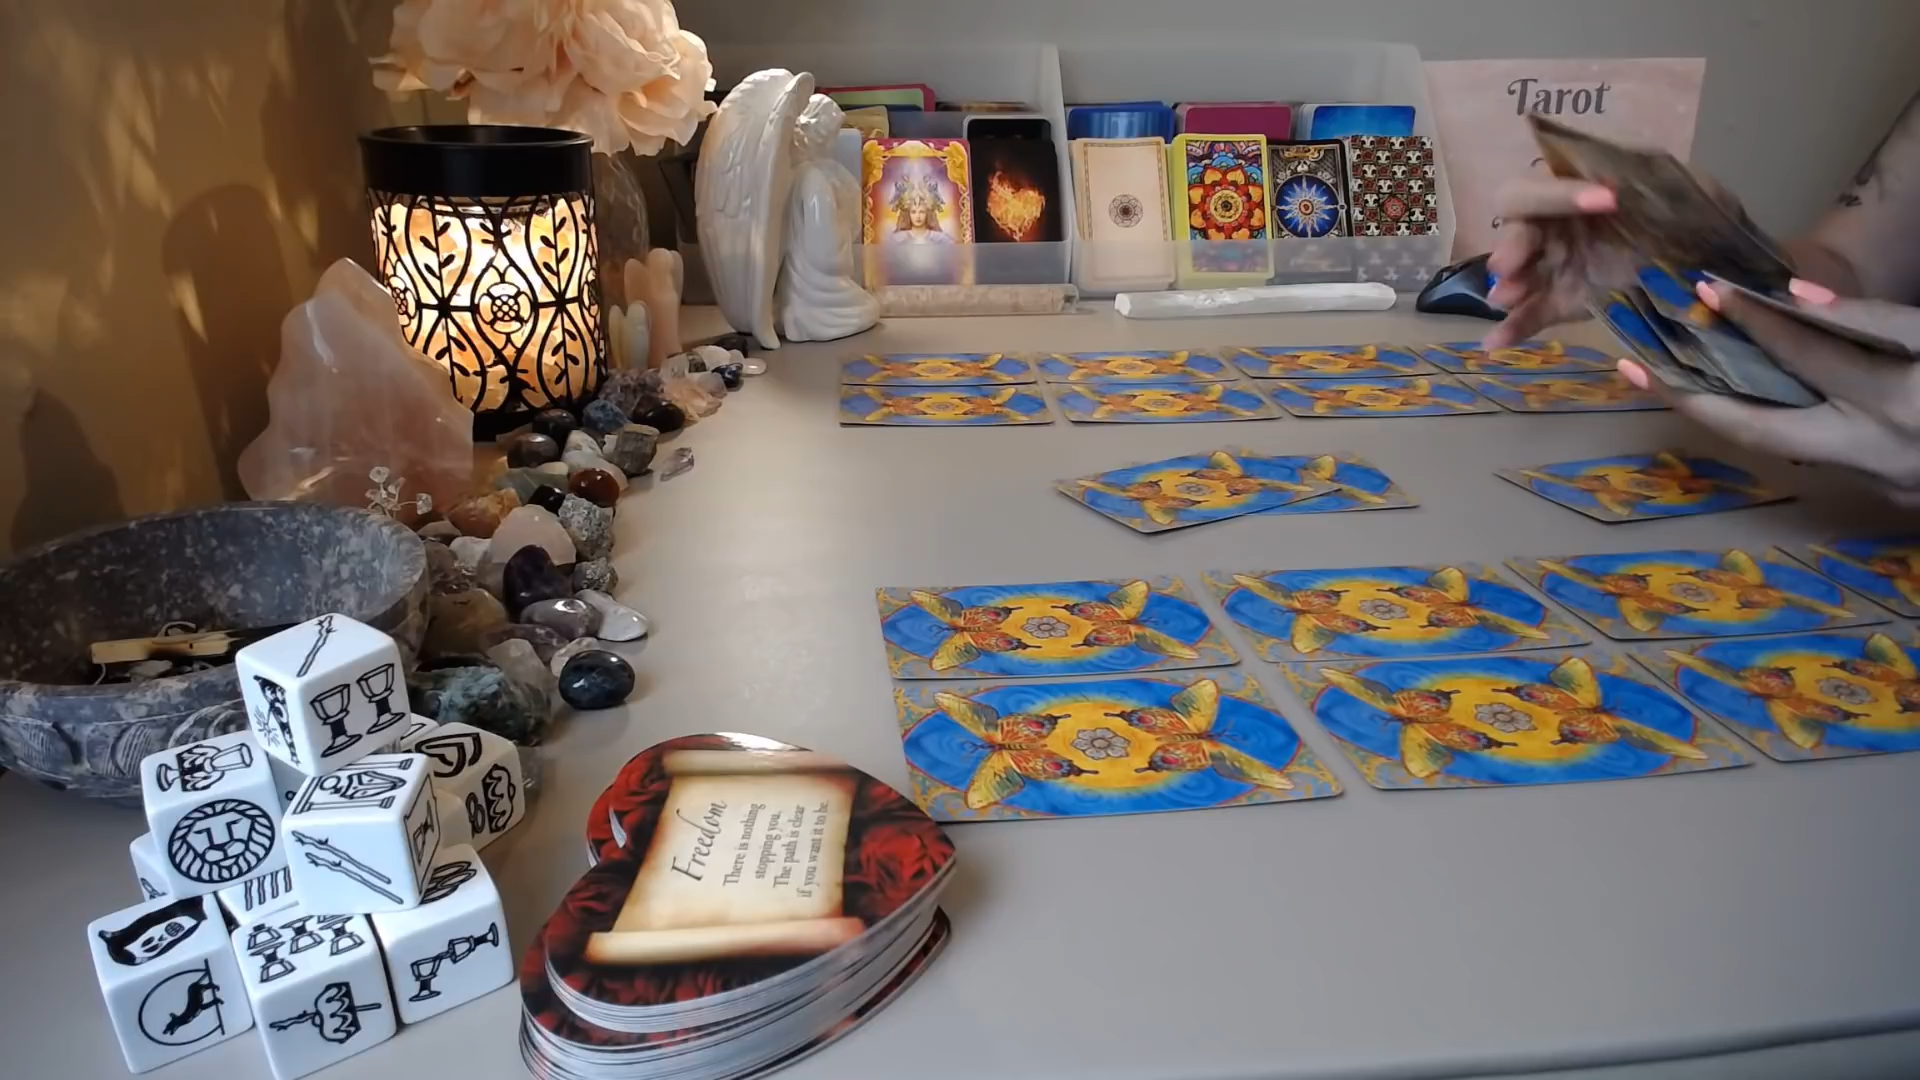 Tarot
Freedom
There is nothing
stopping you.
The path is clear
if you want it to be.